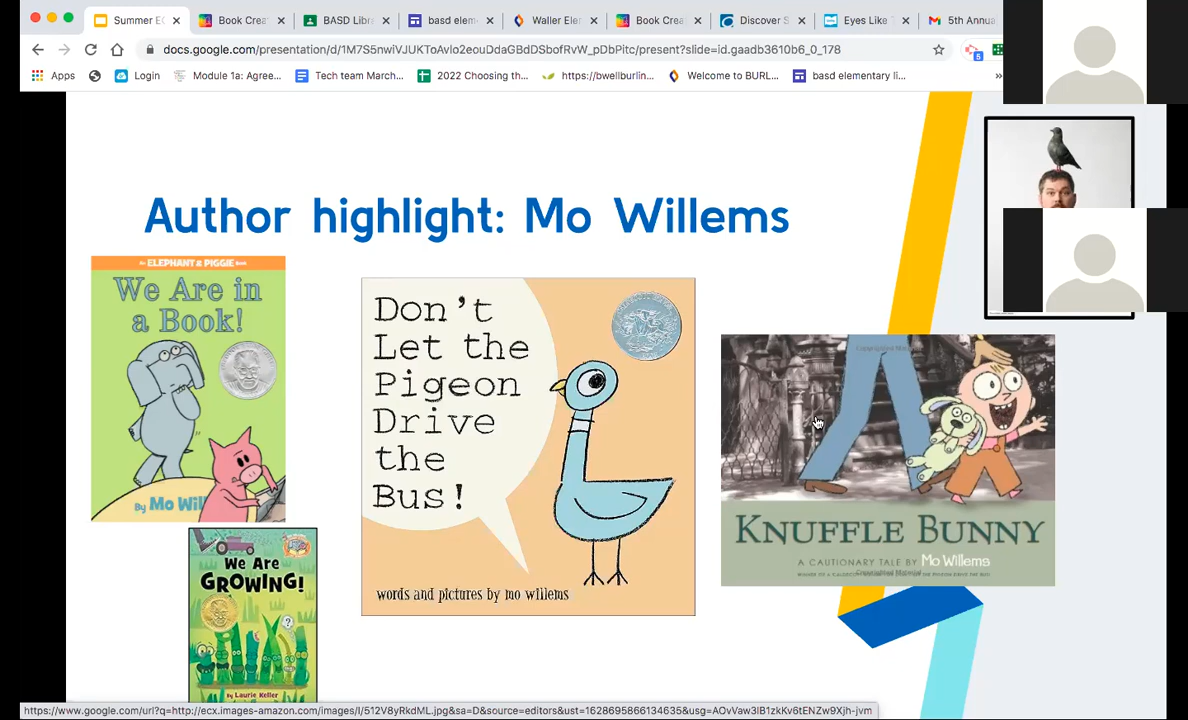 Summer EC
Book Crea
BASD Libra
basd elem
Waller Ele
Book Crea
Discover S
Eyes Like T
5th Annua
docs.google.com/presentation/d/1M7S5nwiVJUKToAvlo2eouDdaGBdDSbofRvW_pDbPitc/present?slide=id.gaadb3610b6_0_178
5
Apps
Login
Module 1a: Agree...
Tech team March...
2022 Choosing th...
https://bwellburlin...
Welcome to BURL...
basd elementary li...
»
Author highlight: Mo Willems
An ELEPHANT & PIGGIE Book
We Are in
a Book!
By Mo Wil
Don't
Let the
Pigeon
Drive
the
Bus!
words and pictures by mo willems
KNUFFLE BUNNY
A CAUTIONARY TALE BY Mo Willems
We Are
GROWING!
by LAURIE KELLER
https://www.google.com/url?q=http://ecx.images-amazon.com/images/I/512V8yRkdML.jpg&sa=D&source=editors&ust=1628695866134635&usg=AOvVaw3lB1zkKv6tENZw9Xjh-jvm